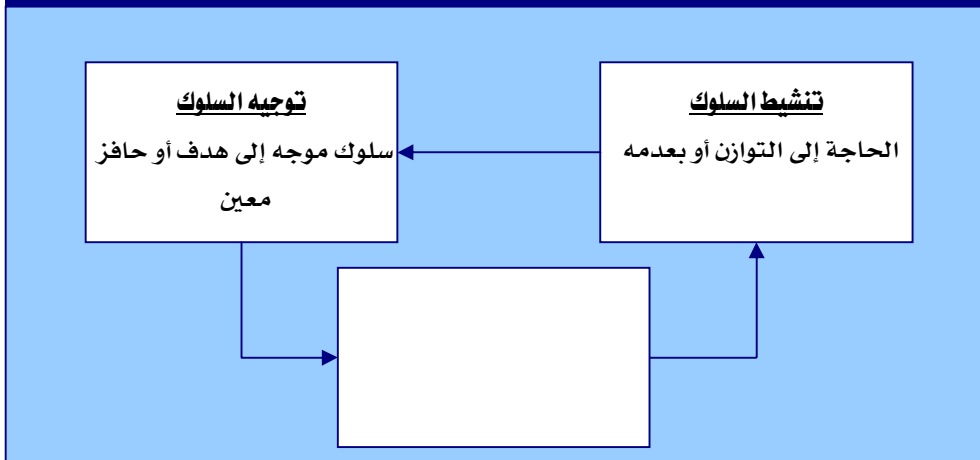 تنشيط السلوك
الحاجة إلى التوازن أو بعدمه
توجيه السلوك
سلوك موجه إلى هدف أو حافز
معين